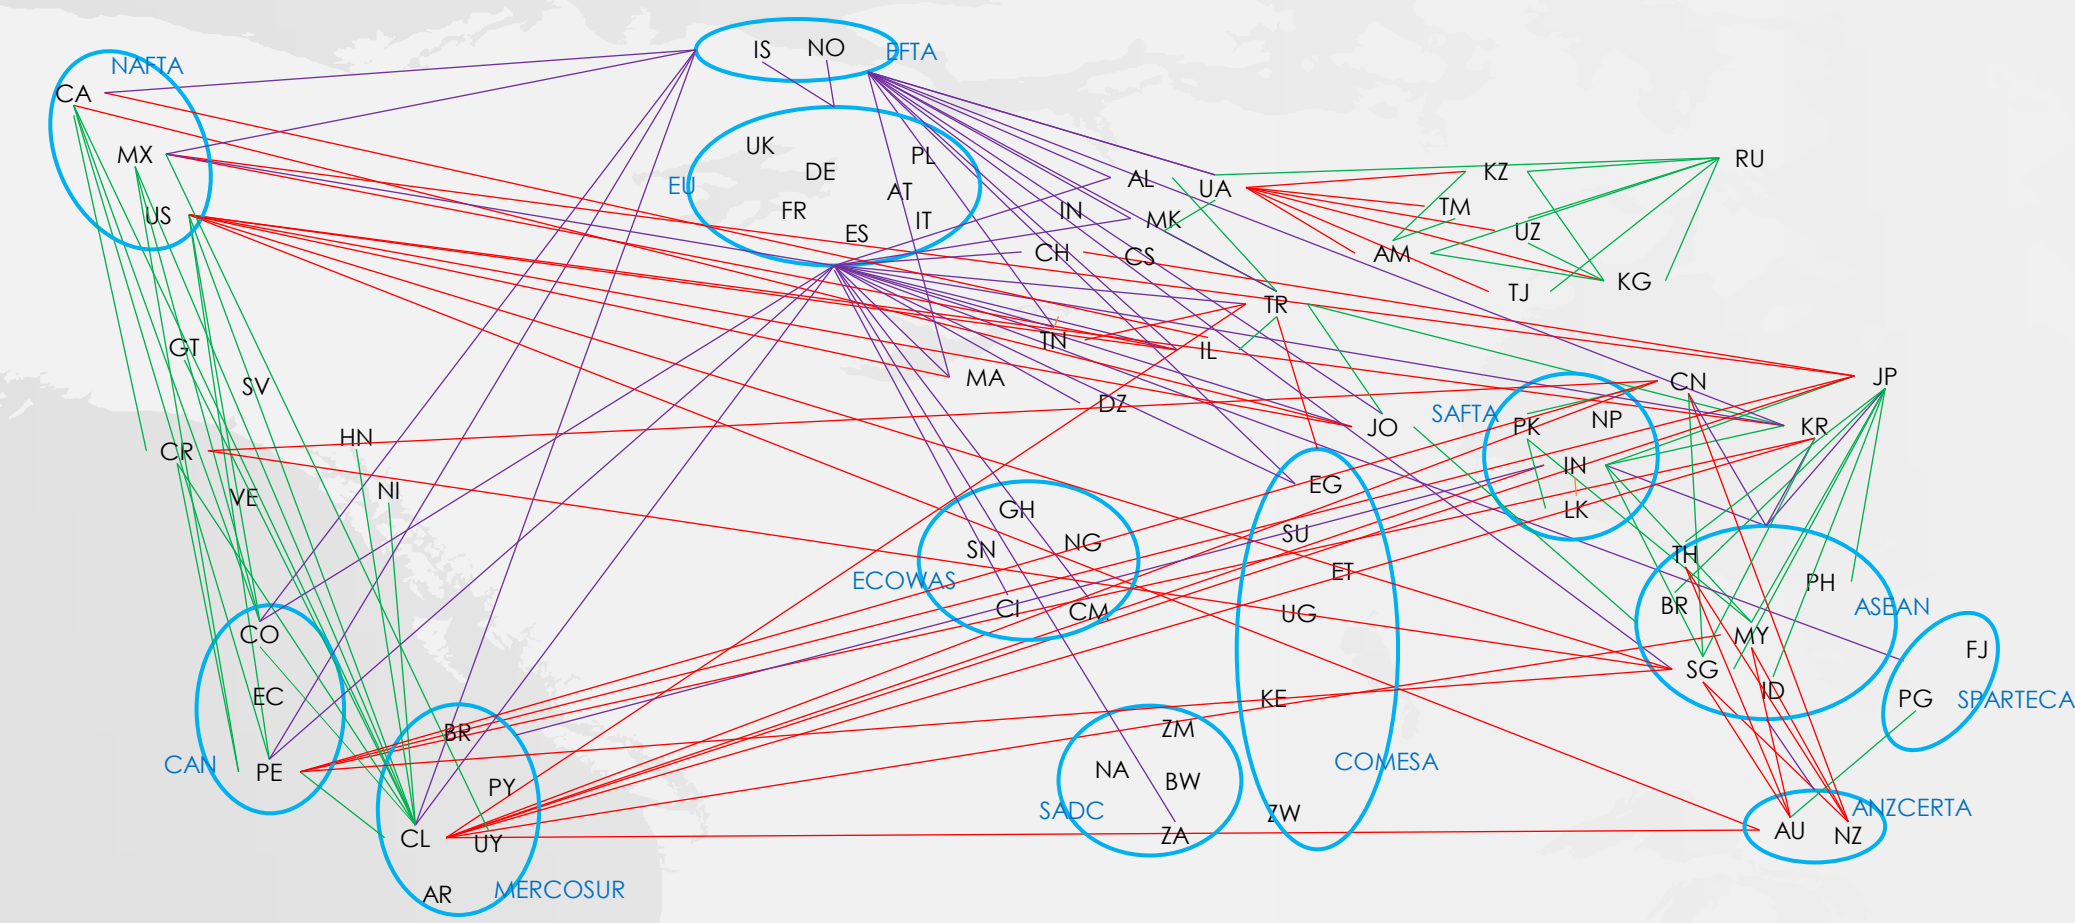 IS
NO
EFTA
NAFTA
CA
MX
US
UK
DE
PL
EU
AT
FR
IT
ES
AL
UA
IN
MK
CH
CS
KZ
RU
TM
UZ
AM
KG
TJ
TR
TN
IL
MA
DZ
JO
GT
SV
CR
HN
VE
NI
CN
JP
SAFTA
PK
NP
KR
IN
LK
EG
SU
ET
UG
KE
ZW
COMESA
GH
SN
NG
ECOWAS
CI
CM
TH
PH
BR
ASEAN
MY
SG
ID
FJ
PG
SPARTECA
CO
EC
CAN
PE
BR
PY
CL
UY
AR
MERCOSUR
ZM
NA
BW
SADC
ZA
AU
NZ
ANZCERTA